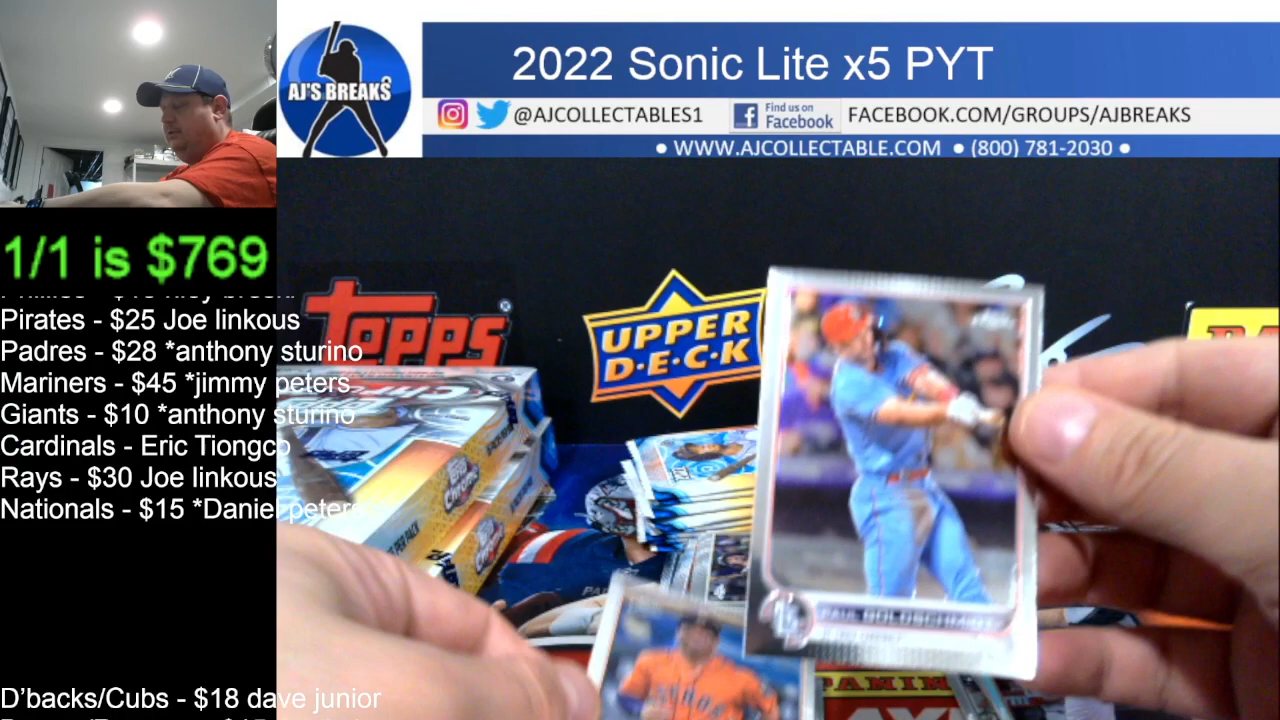 2022 Sonic Lite x5 PYT
AJ'S BREAKS
@AJCOLLECTABLES1
Find us on
Facebook
FACEBOOK.COM/GROUPS/AJBREAKS
• WWW.AJCOLLECTABLE.COM • (800) 781-2030 •
1/1 is $769
Pirates - $25 Joe linkous
Padres - $28 *anthony sturino
Mariners - $45 *jimmy peters
Giants - $10 *anthony sturino
Cardinals - Eric Tiongco
Rays - $30 Joe linkous
Nationals - $15 *Daniel peters
D'backs/Cubs - $18 dave junior
Topps
UPPER
D·E·C·K
PAUL GOLDSCHMIDT
Topps
Chrome
PANINI